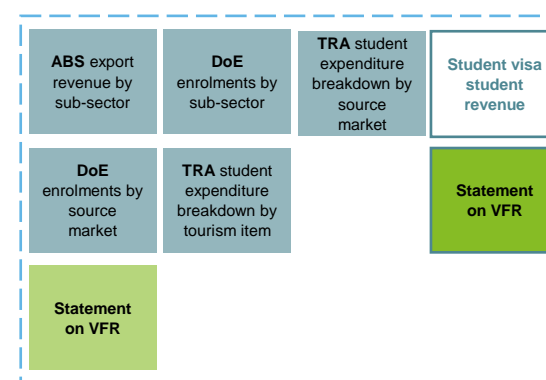 ABS export
revenue by
sub-sector
DoE
enrolments by
sub-sector
TRA student
expenditure
breakdown by
source
market
Student visa
student
revenue
DoE
enrolments by
source
market
TRA student
expenditure
breakdown by
tourism item
Statement
on VFR
Statement
on VFR